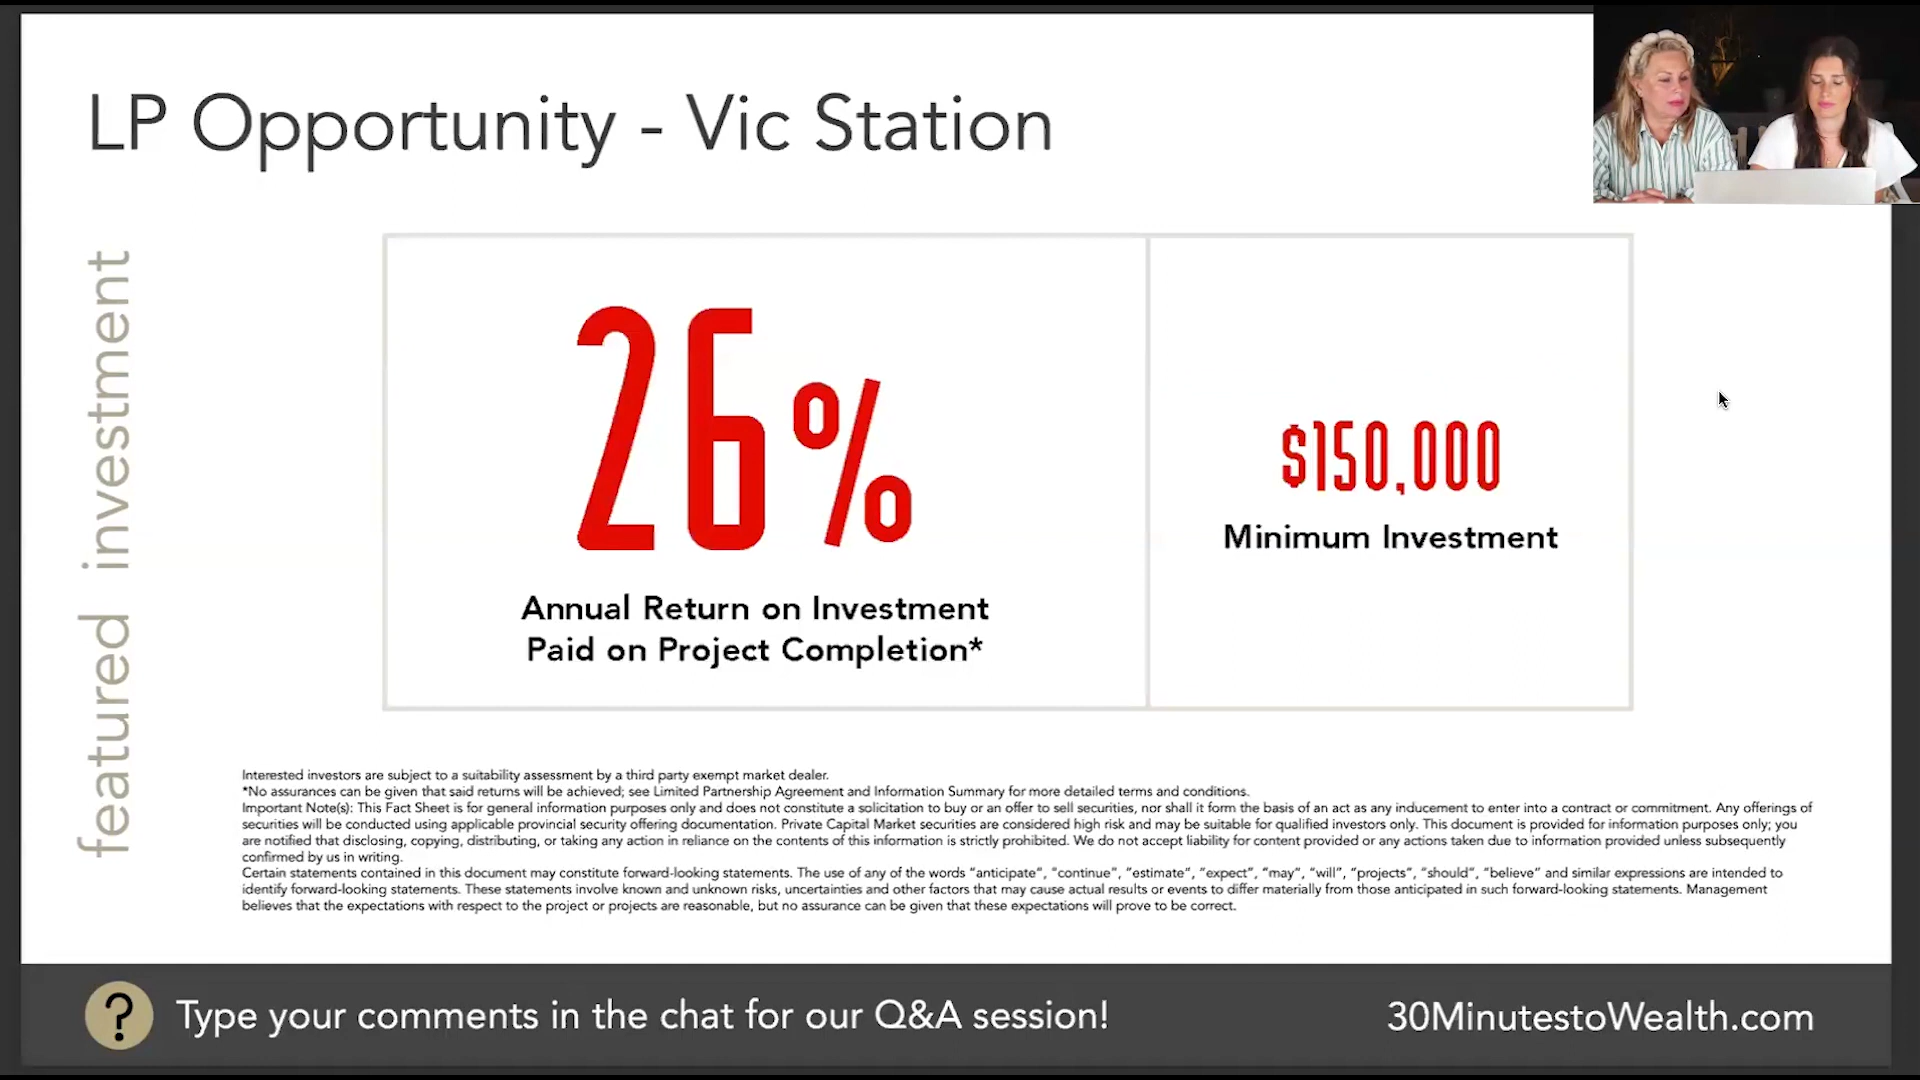 LP Opportunity - Vic Station
featured investment
26%
Annual Return on Investment
Paid on Project Completion*
$150,000
Minimum Investment
Interested investors are subject to a suitability assessment by a third party exempt market dealer.
*No assurances can be given that said returns will be achieved; see Limited Partnership Agreement and Information Summary for more detailed terms and conditions.
Important Note(s): This Fact Sheet is for general information purposes only and does not constitute a solicitation to buy or an offer to sell securities, nor shall it form the basis of an act as any inducement to enter into a contract or commitment. Any offerings of
securities will be conducted using applicable provincial security offering documentation. Private Capital Market securities are considered high risk and may be suitable for qualified investors only. This document is provided for information purposes only; you
are notified that disclosing, copying, distributing, or taking any action in reliance on the contents of this information is strictly prohibited. We do not accept liability for content provided or any actions taken due to information provided unless subsequently
confirmed by us in writing.
Certain statements contained in this document may constitute forward-looking statements. The use of any of the words “anticipate”, “continue”, “estimate”, “expect”, “may”, “will”, “projects”, “should”, “believe” and similar expressions are intended to
identify forward-looking statements. These statements involve known and unknown risks, uncertainties and other factors that may cause actual results or events to differ materially from those anticipated in such forward-looking statements. Management
believes that the expectations with respect to the project or projects are reasonable, but no assurance can be given that these expectations will prove to be correct.
? Type your comments in the chat for our Q&A session!
30MinutestoWealth.com